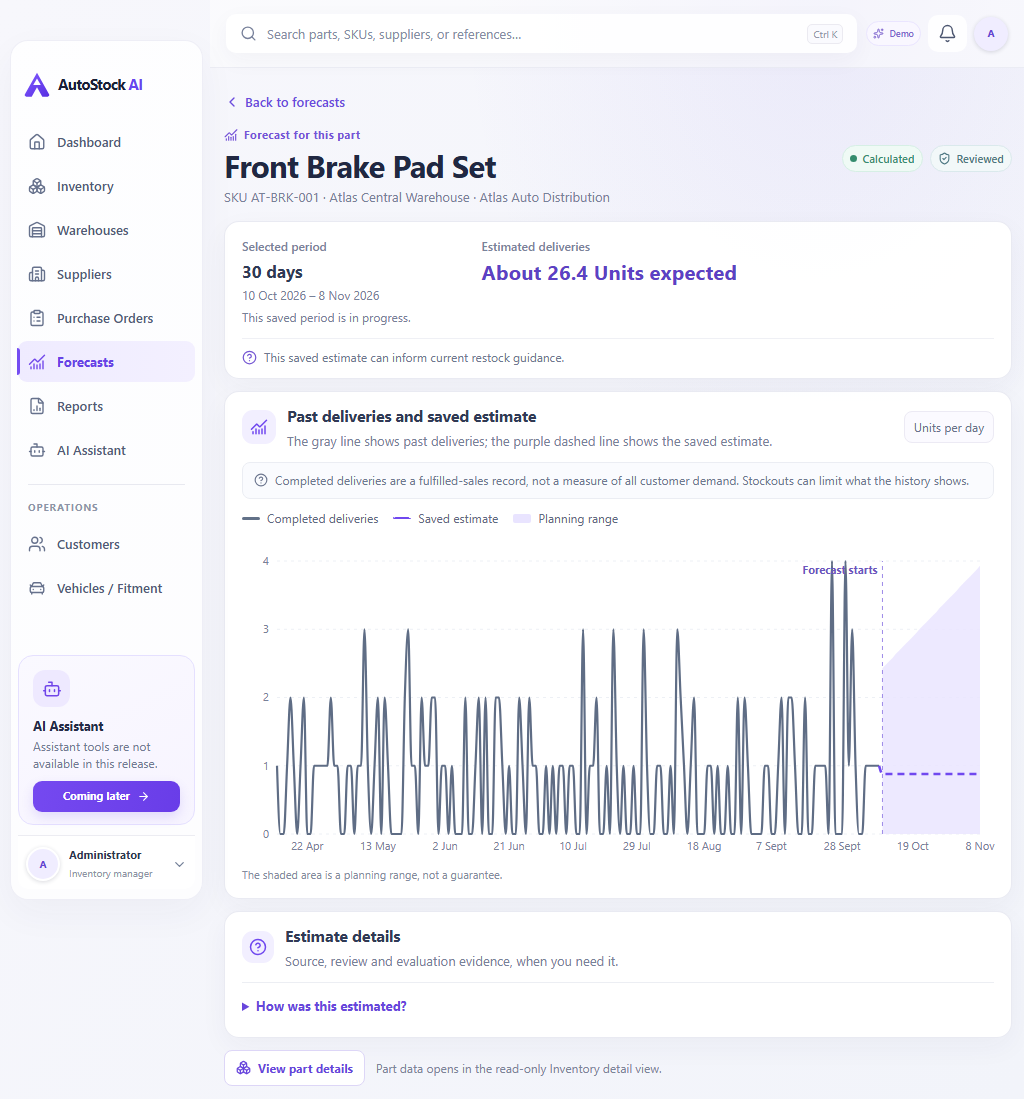 Search parts, SKUs, suppliers, or references...
Ctrl K
Demo
A
AutoStock AI
Dashboard
Inventory
Warehouses
Suppliers
Purchase Orders
Forecasts
Reports
AI Assistant
OPERATIONS
Customers
Vehicles / Fitment
AI Assistant
Assistant tools are not
available in this release.
Coming later →
A
Administrator
Inventory manager
Back to forecasts
Forecast for this part
Front Brake Pad Set
Calculated
Reviewed
SKU AT-BRK-001 · Atlas Central Warehouse · Atlas Auto Distribution
Selected period
30 days
10 Oct 2026 – 8 Nov 2026
This saved period is in progress.
Estimated deliveries
About 26.4 Units expected
This saved estimate can inform current restock guidance.
Past deliveries and saved estimate
The gray line shows past deliveries; the purple dashed line shows the saved estimate.
Units per day
Completed deliveries are a fulfilled-sales record, not a measure of all customer demand. Stockouts can limit what the history shows.
Completed deliveries
Saved estimate
Planning range
Forecast starts
4
3
2
1
0
22 Apr
13 May
2 Jun
21 Jun
10 Jul
29 Jul
18 Aug
7 Sept
28 Sept
19 Oct
8 Nov
The shaded area is a planning range, not a guarantee.
Estimate details
Source, review and evaluation evidence, when you need it.
How was this estimated?
View part details
Part data opens in the read-only Inventory detail view.